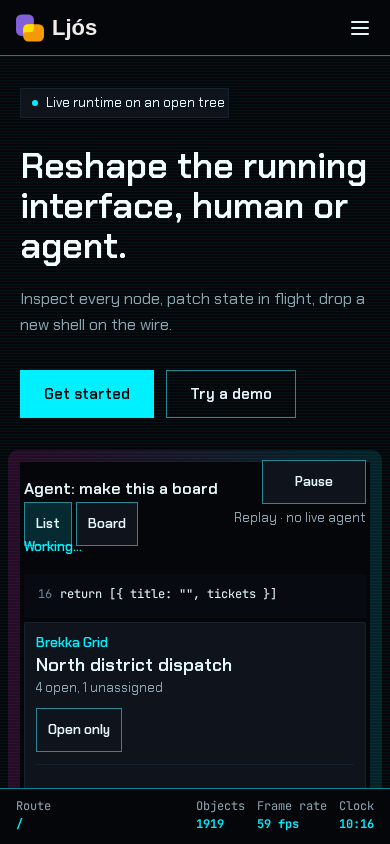 Ljós
Live runtime on an open tree
Reshape the running
interface, human or
agent.
Inspect every node, patch state in flight, drop a
new shell on the wire.
Get started
Try a demo
Agent: make this a board
Pause
List
Board
Replay · no live agent
Working…
16 return [{ title: "", tickets }]
Brekka Grid
North district dispatch
4 open, 1 unassigned
Open only
Route
/
Objects
1919
Frame rate
59 fps
Clock
10:16